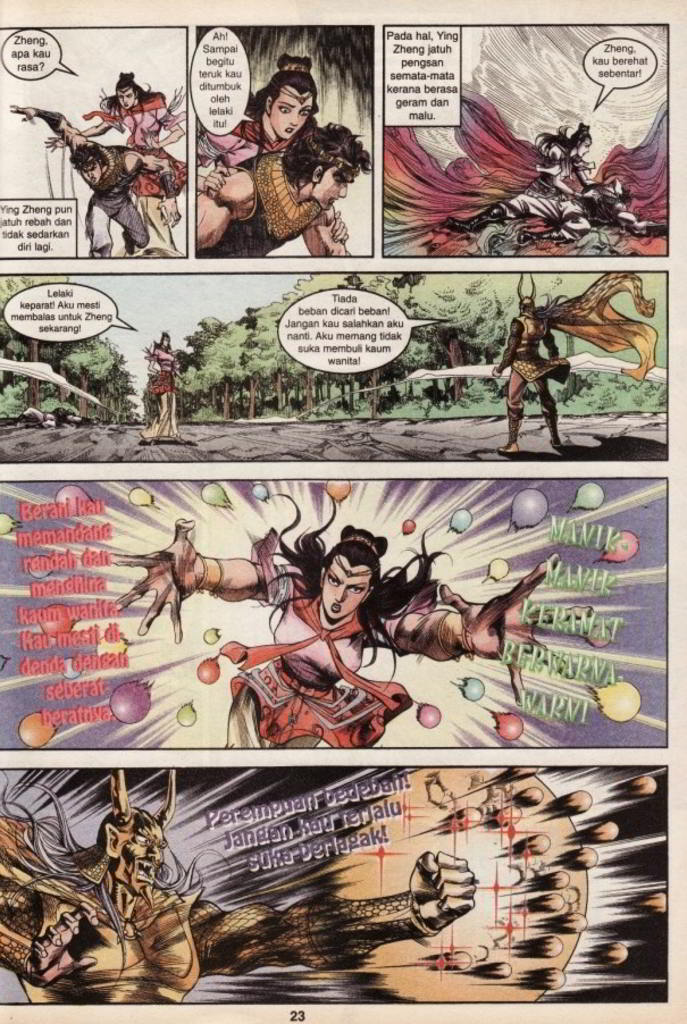 Zheng,
apa kau
rasa?
Ying Zheng pun
jatuh rebah dan
tidak sedarkan
diri lagi.
Ah!
Sampai
begitu
teruk kau
ditumbuk
oleh
lelaki
itu!
Pada hal, Ying
Zheng jatuh
pengsan
semata-mata
kerana berasa
geram dan
malu.
Zheng,
kau berehat
sebentar!
Lelaki
keparat! Aku mesti
membalas untuk Zheng
sekarang!
Tiada
beban dicari beban!
Jangan kau salahkan aku
Aku memang tidak
suka membuli kaum
wanita!
Berani kau
memandang
rendah dan
menghina
kaum wanita.
Kau mesti di-
denda dengan
seberat-
beratnya.
MANIK-
MANIK
KERAMAT
BERWARNA-
WARNI
Perempuan bedebah!
Jangan kau terlalu
suka berlagak!
23